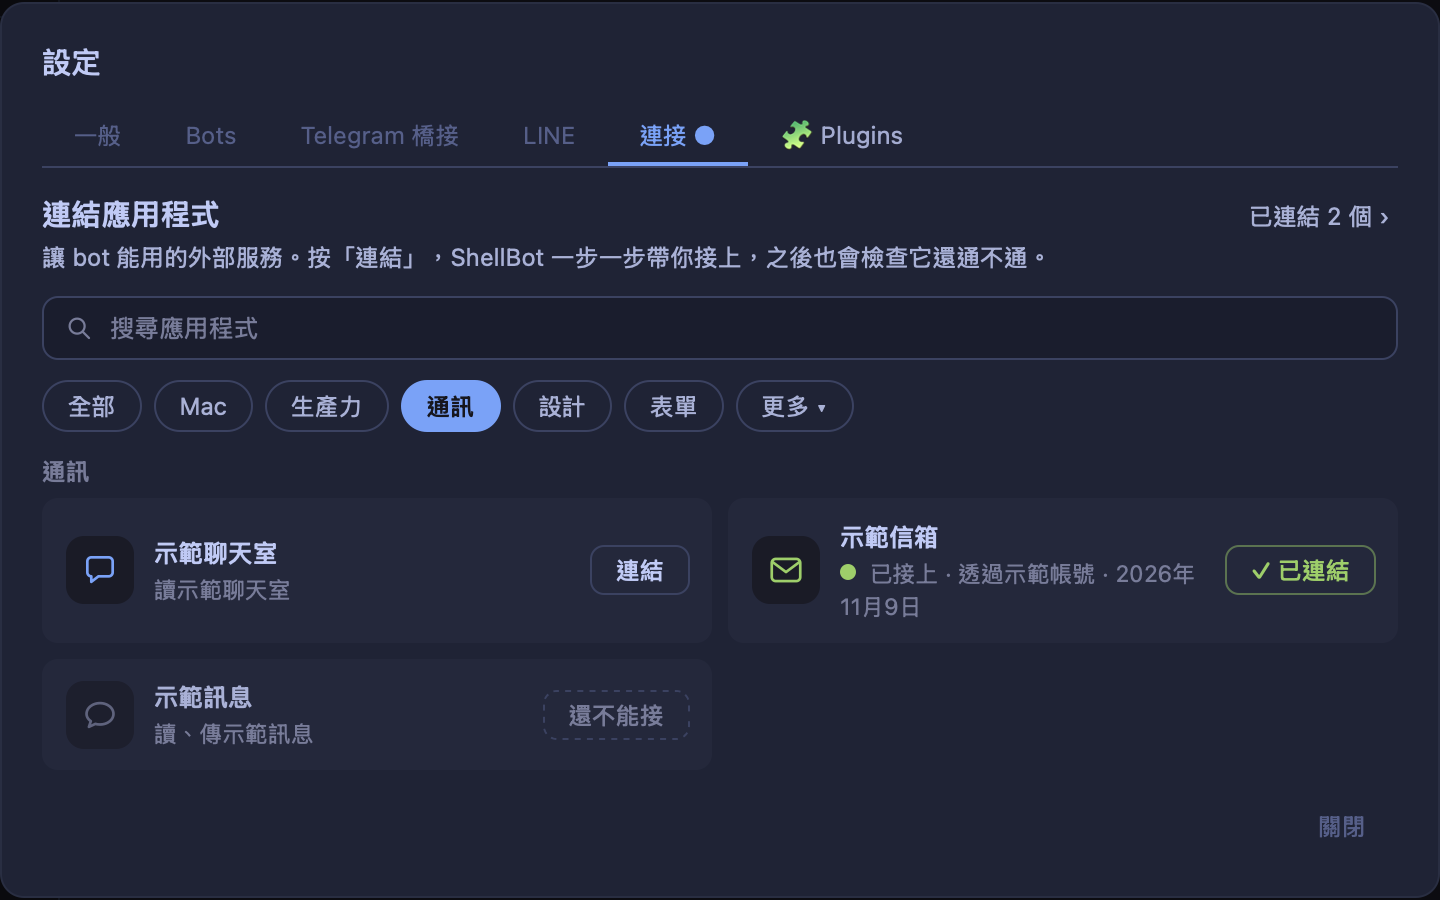 設定
一般 Bots Telegram 橋接 LINE 連接 Plugins
連結應用程式
已連結 2 個 ›
讓 bot 能用的外部服務。按「連結」，ShellBot 一步一步帶你接上，之後也會檢查它還通不通。
搜尋應用程式
全部 Mac 生產力 通訊 設計 表單 更多 ▾
通訊
示範聊天室
讀示範聊天室
連結
示範信箱
已接上 · 透過示範帳號 · 2026年
11月9日
✓ 已連結
示範訊息
讀、傳示範訊息
還不能接
關閉